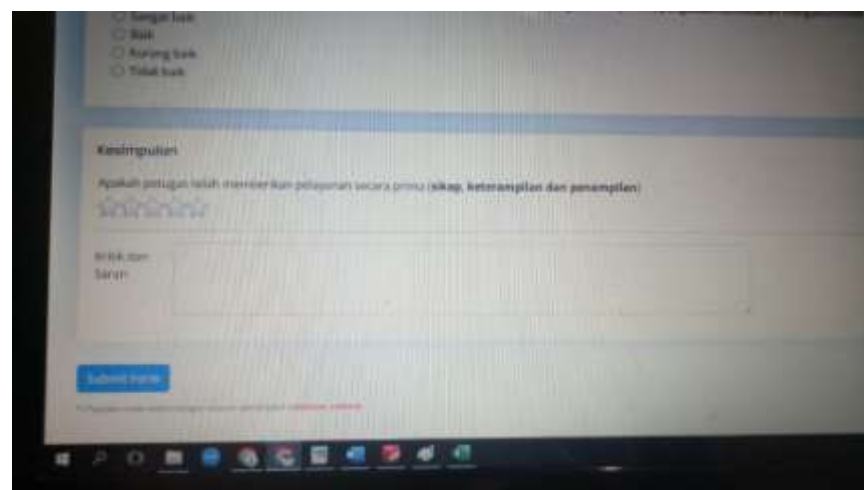 Sangat baik
Baik
Kurang baik
Tidak baik
Kesimpulan
Apakah petugas telah memberikan pelayanan secara prima (sikap, keterampilan dan penampilan)
Kritik dan
Saran
Submit